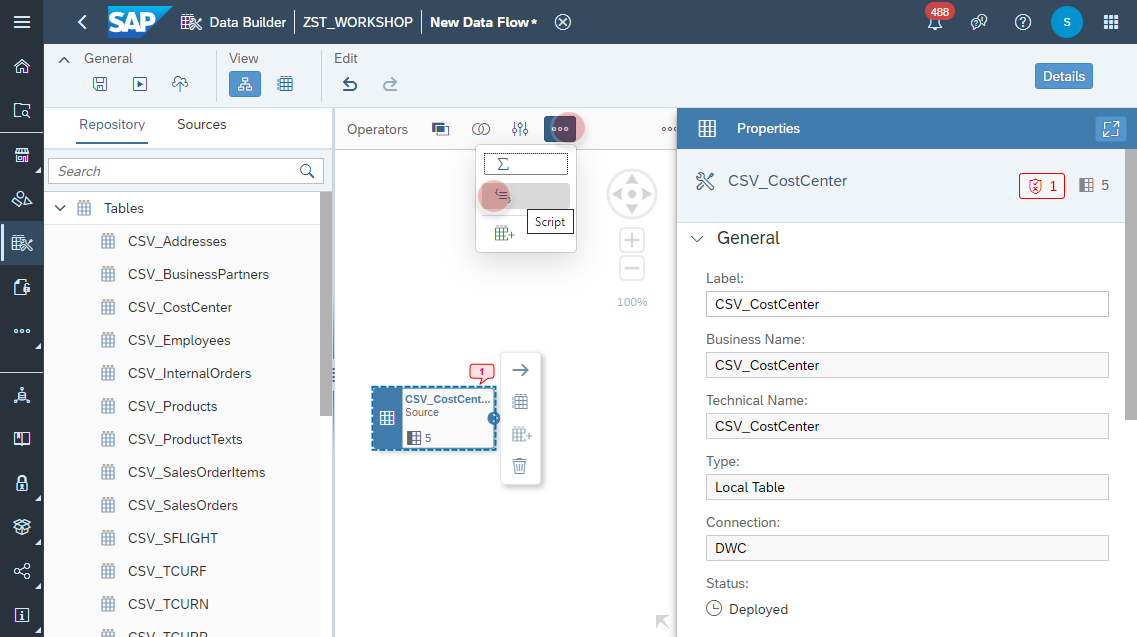 SAP Data Builder ZST_WORKSHOP New Data Flow* 488 S
General View Edit
Details
Repository Sources
Search
Tables
CSV_Addresses
CSV_BusinessPartners
CSV_CostCenter
CSV_Employees
CSV_InternalOrders
CSV_Products
CSV_ProductTexts
CSV_SalesOrderItems
CSV_SalesOrders
CSV_SFLIGHT
CSV_TCURF
CSV_TCURN
Operators
Script
100%
1
CSV_CostCent...
Source
5
Properties
CSV_CostCenter 1 5
General
Label:
CSV_CostCenter
Business Name:
CSV_CostCenter
Technical Name:
CSV_CostCenter
Type:
Local Table
Connection:
DWC
Status:
Deployed